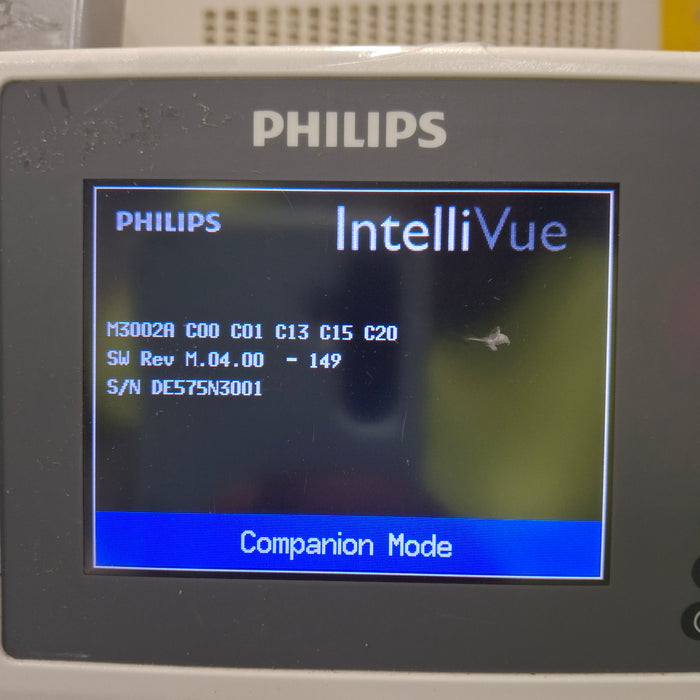 PHILIPS
PHILIPS IntelliVue
M3002A C00 C01 C13 C15 C20
SW Rev M.04.00 - 149
S/N DE575N3001
Companion Mode